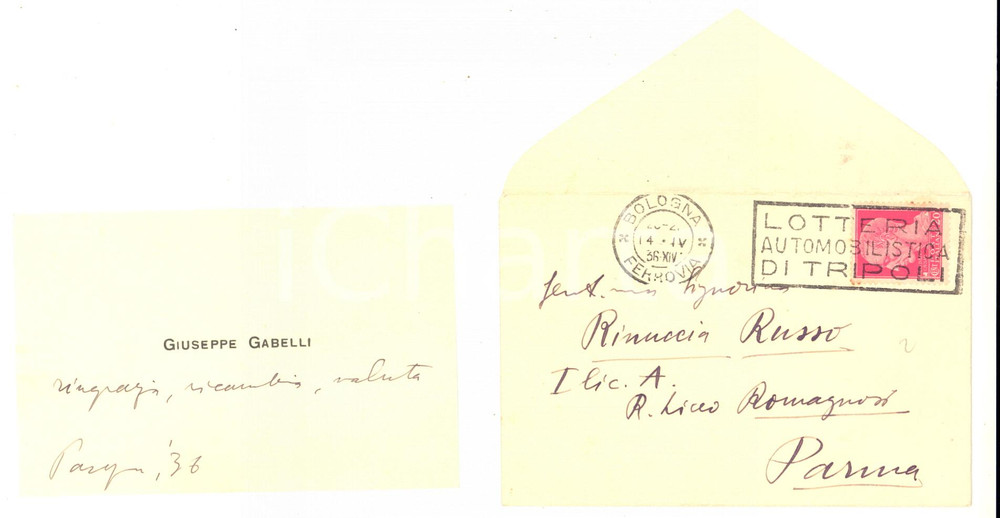 GIUSEPPE GABELLI
ringrazia, ricambia, saluta
Pasqua '36
BOLOGNA
14·IV
36·XIV
FERROVIA
LOTTERIA
AUTOMOBILISTICA
DI TRIPOLI
Gent.ma Signorina
Rinuccia Russo
I lic. A.
R. Liceo Romagnosi
Parma